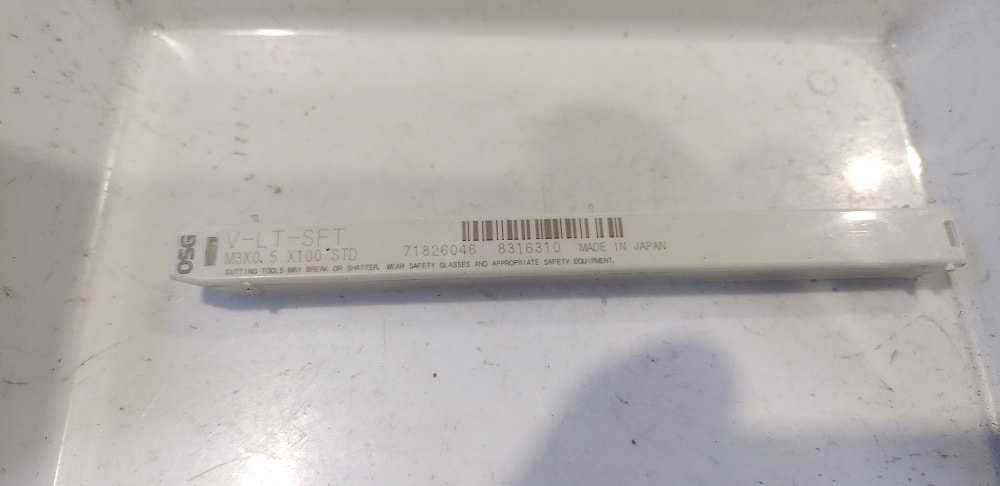 OSG
V-LT-SFT
M3X0.5 X100 STD
71826046 8316310 MADE IN JAPAN
CUTTING TOOLS MAY BREAK OR SHATTER. WEAR SAFETY GLASSES AND APPROPRIATE SAFETY EQUIPMENT.